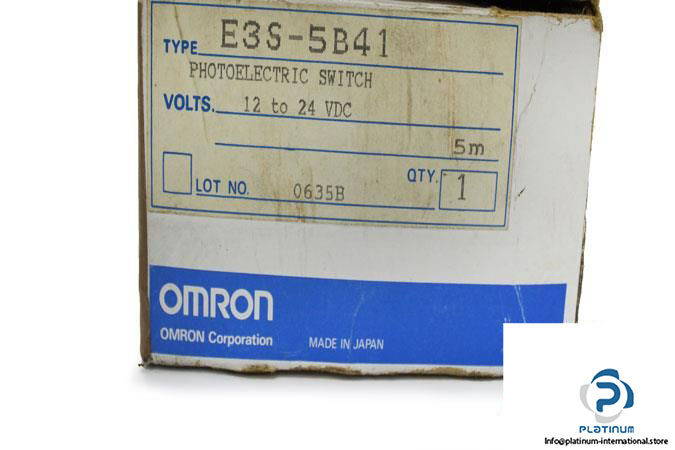 TYPE E3S-5B41
PHOTOELECTRIC SWITCH
VOLTS. 12 to 24 VDC
5m
LOT NO. 0635B QTY. 1
OMRON
OMRON Corporation MADE IN JAPAN
PLATINUM
Info@platinum-international.store